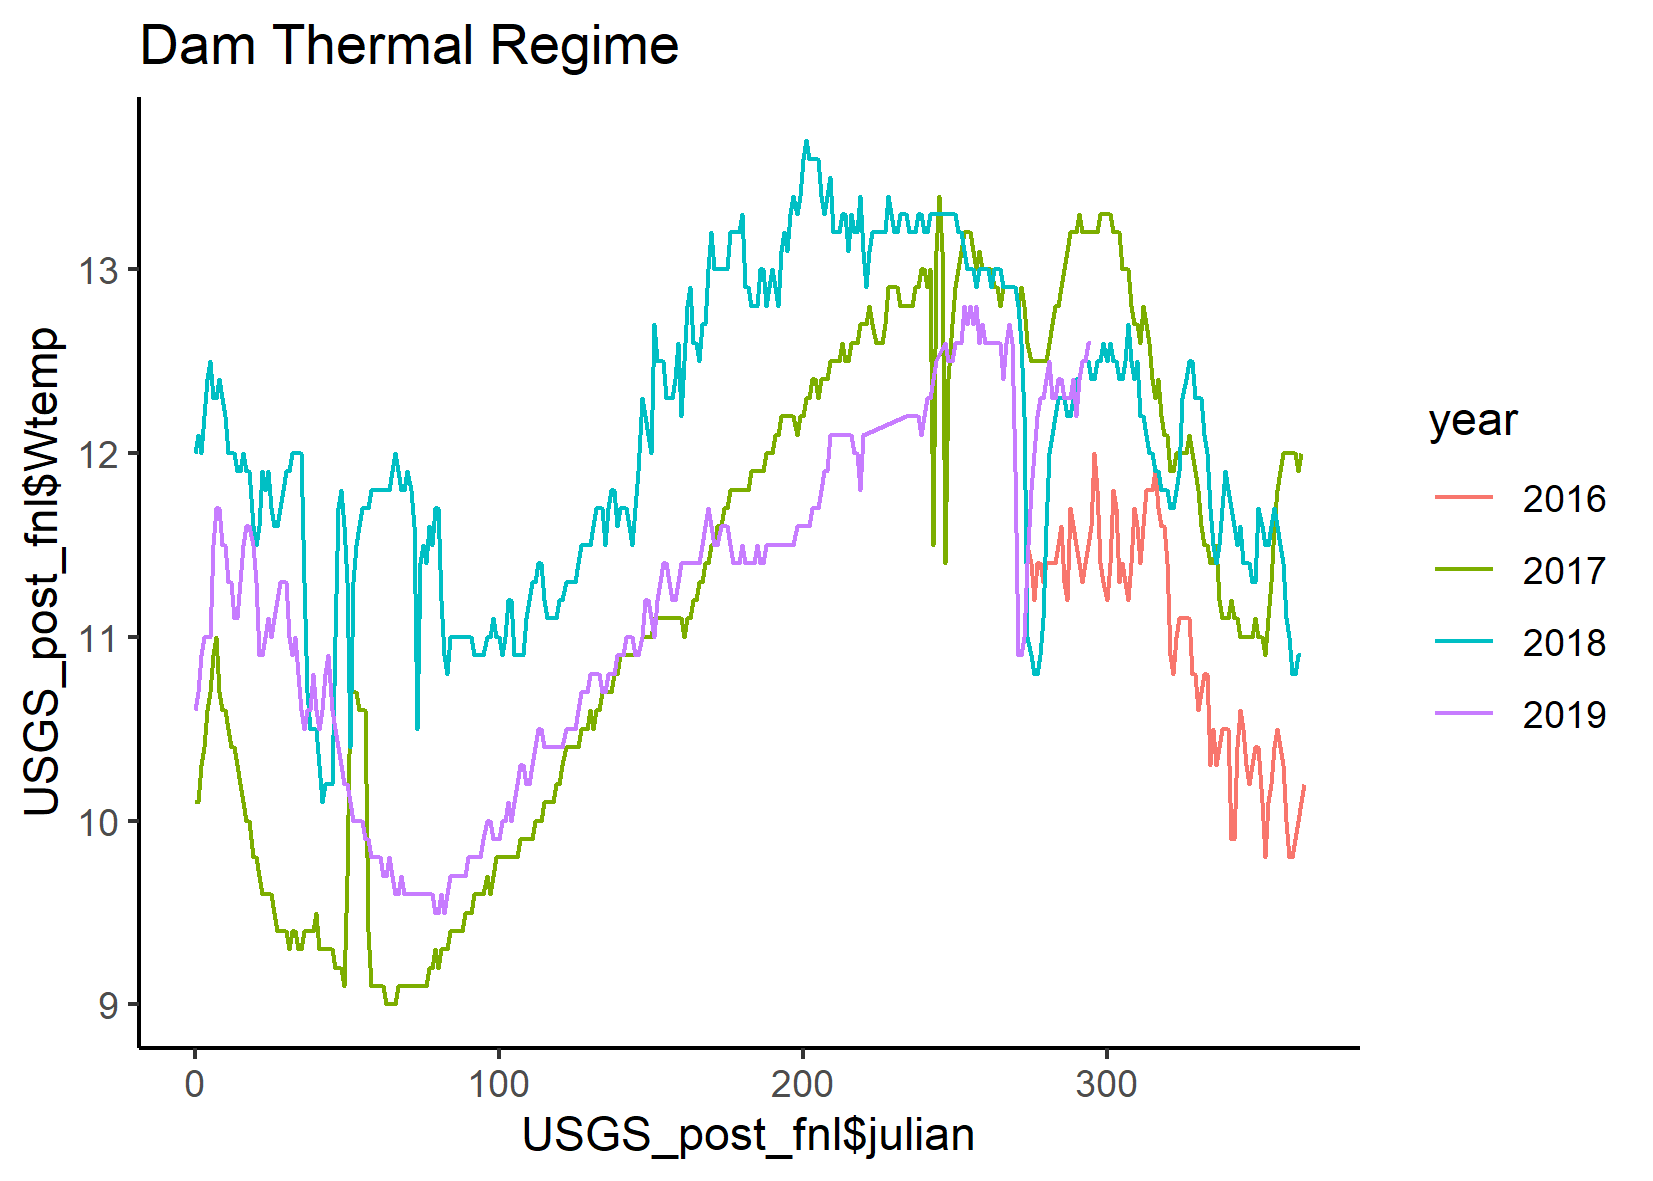 Dam Thermal Regime
USGS_post_fnl$Wtemp
13
12
11
10
9
0 100 200 300
USGS_post_fnl$julian
year
2016
2017
2018
2019